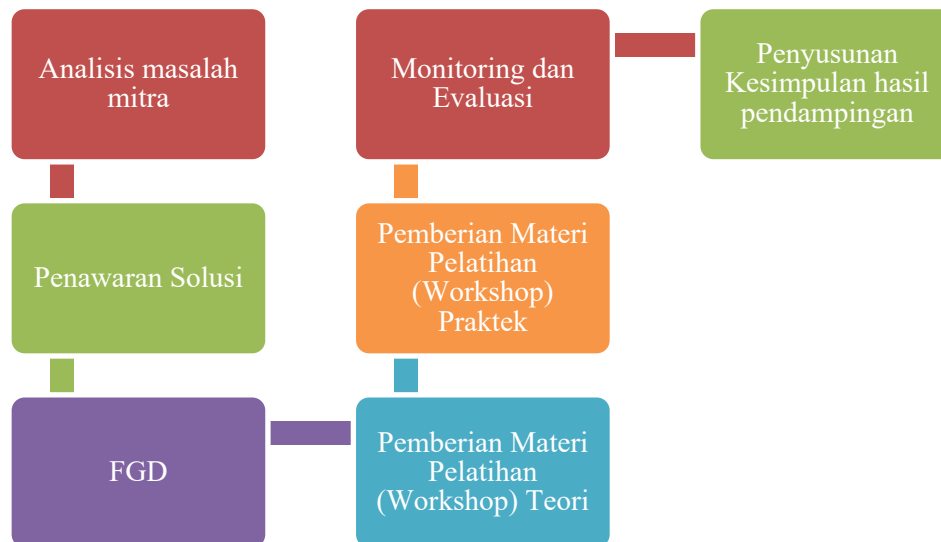 Analisis masalah
mitra
Penawaran Solusi
FGD
Pemberian Materi
Pelatihan
(Workshop) Teori
Pemberian Materi
Pelatihan
(Workshop)
Praktek
Monitoring dan
Evaluasi
Penyusunan
Kesimpulan hasil
pendampingan